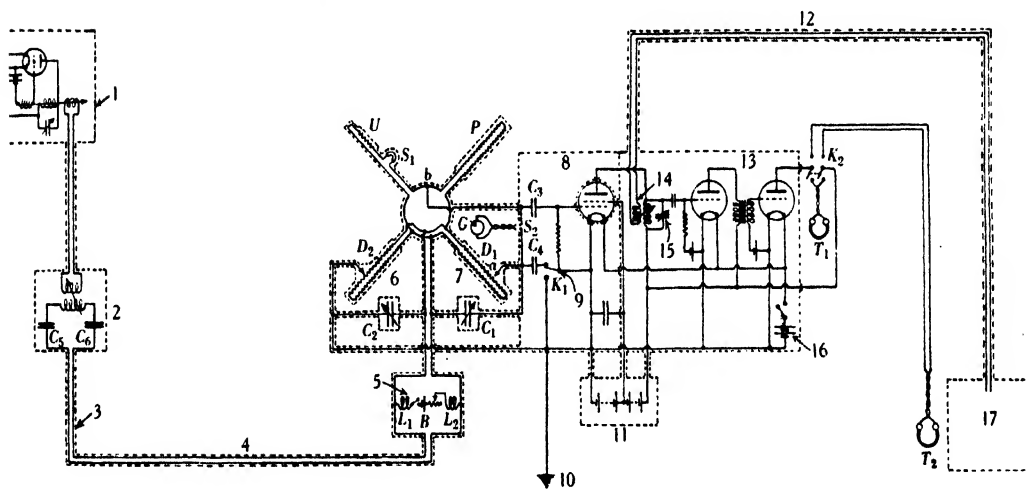 12
1
U
P
S₁
b
8
C₃
14
13
K₂
G
S₂
C₄
15
T₁
D₂
D₁
a
6
7
K₁
9
C₂
C₁
16
2
C₅
C₆
5
L₁
B
L₂
11
17
3
4
T₂
10